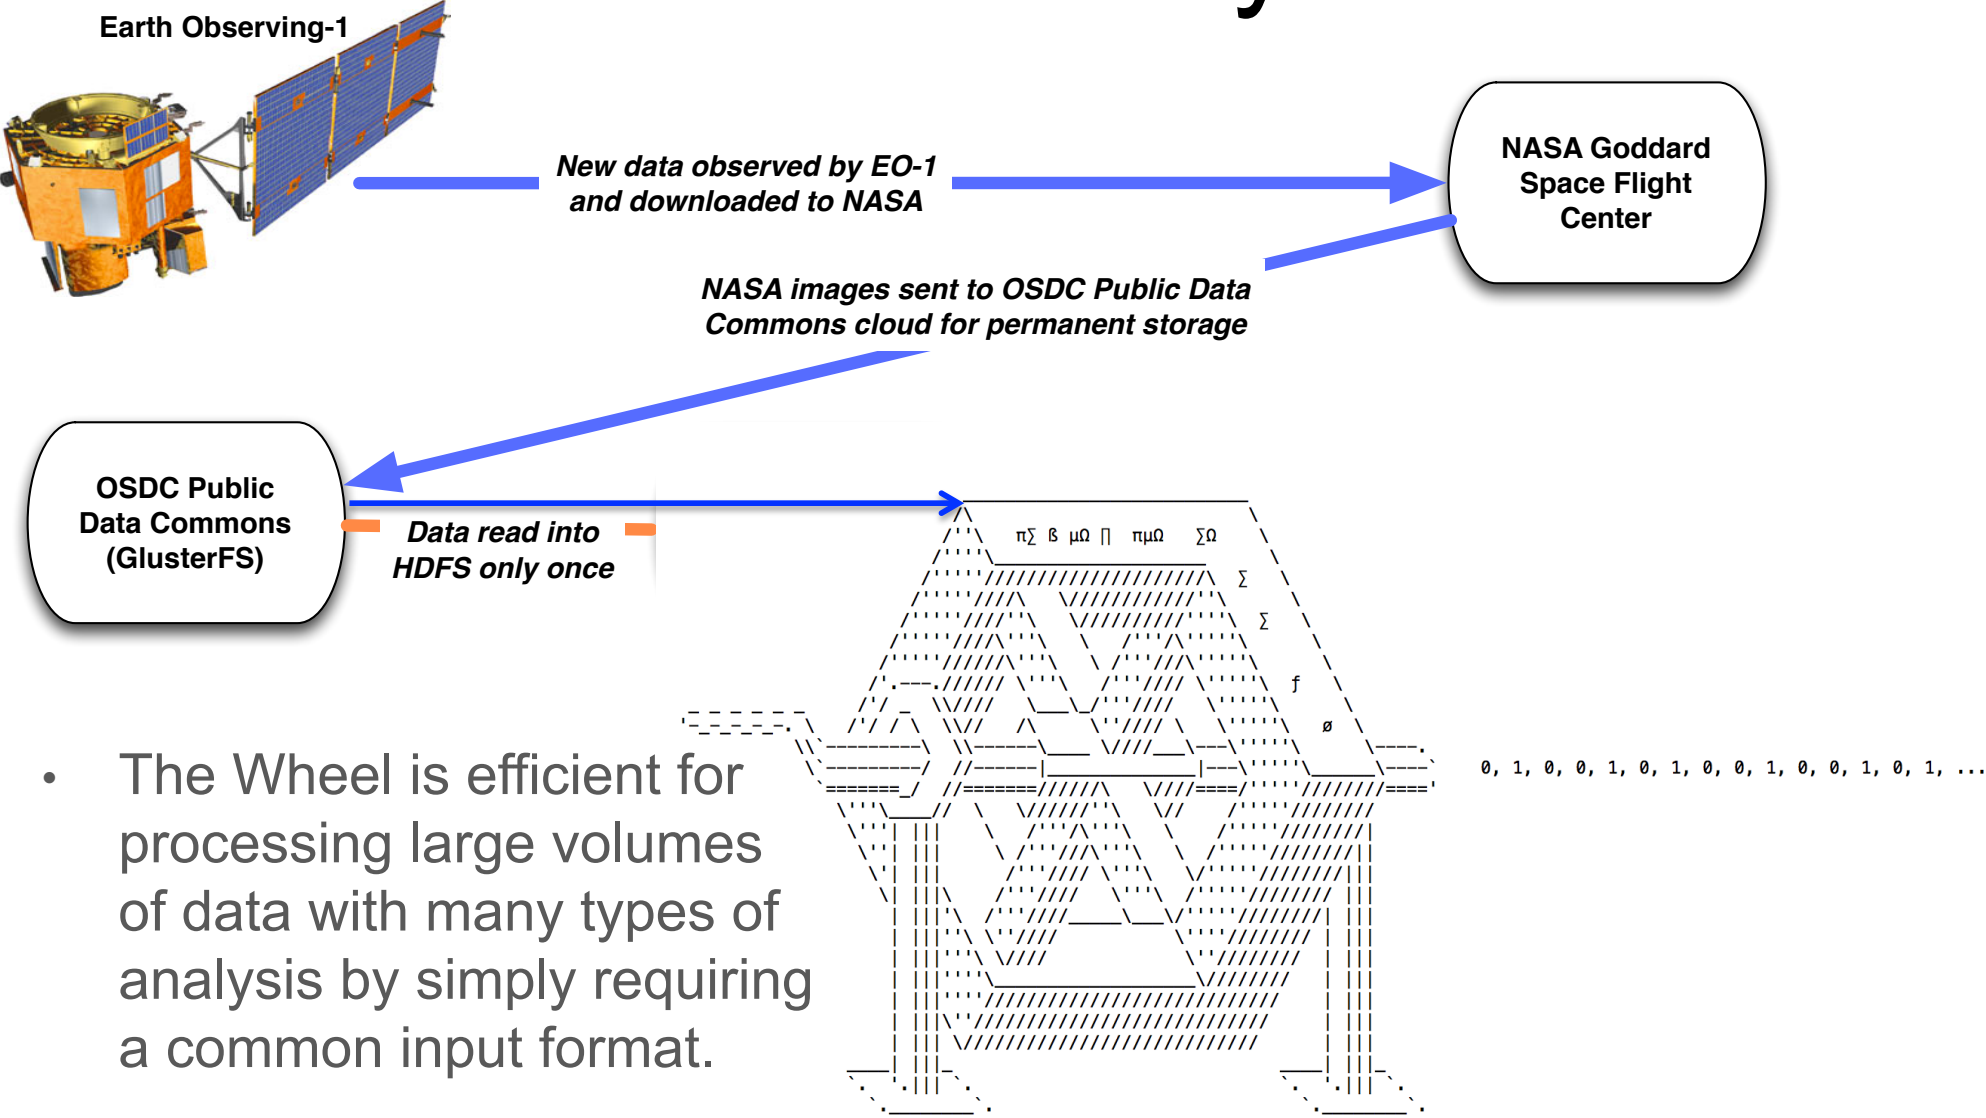 Earth Observing-1
New data observed by EO-1
and downloaded to NASA
NASA Goddard
Space Flight
Center
NASA images sent to OSDC Public Data
Commons cloud for permanent storage
OSDC Public
Data Commons
(GlusterFS)
Data read into
HDFS only once
π∑ ß µΩ ∏ πµΩ ∑Ω
∑
∑
ƒ
ø
0, 1, 0, 0, 1, 0, 1, 0, 0, 1, 0, 0, 1, 0, 1, ...
• The Wheel is efficient for
processing large volumes
of data with many types of
analysis by simply requiring
a common input format.